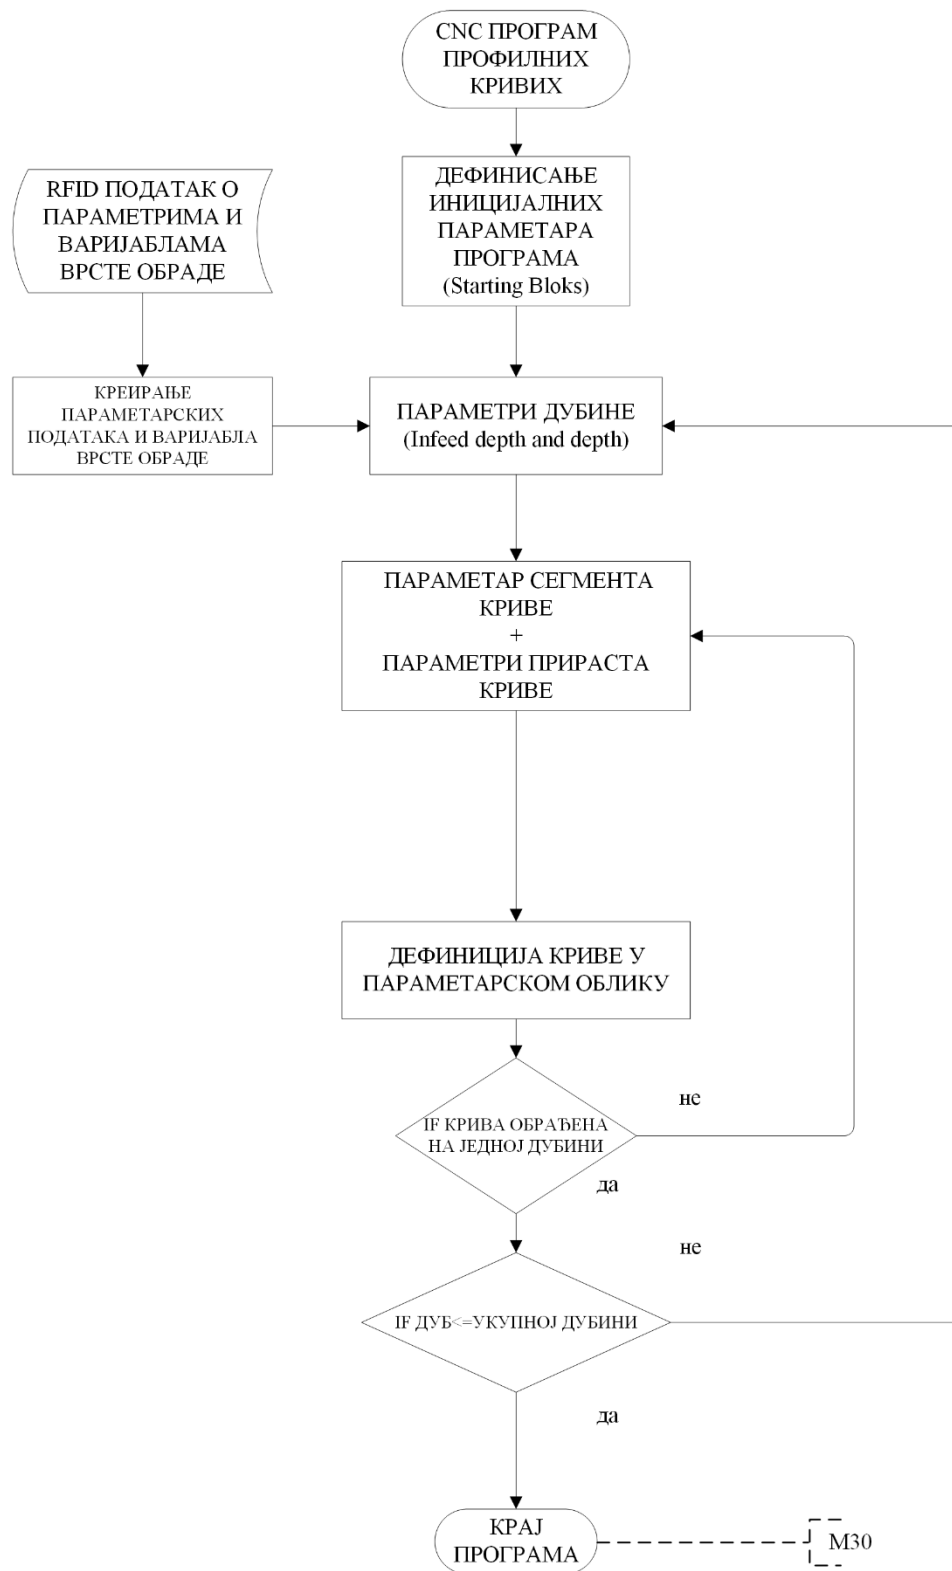 CNC ПРОГРАМ
ПРОФИЛНИХ
КРИВИХ
RFID ПОДАТАК О
ПАРАМЕТРИМА И
ВАРИЈАБЛАМА
ВРСТЕ ОБРАДЕ
ДЕФИНИСАЊЕ
ИНИЦИЈАЛНИХ
ПАРАМЕТАРА
ПРОГРАМА
(Starting Bloks)
КРЕИРАЊЕ
ПАРАМЕТАРСКИХ
ПОДАТАКА И ВАРИЈАБЛА
ВРСТЕ ОБРАДЕ
ПАРАМЕТРИ ДУБИНЕ
(Infeed depth and depth)
ПАРАМЕТАР СЕГМЕНТА
КРИВЕ
+
ПАРАМЕТРИ ПРИРАСТА
КРИВЕ
ДЕФИНИЦИЈА КРИВЕ У
ПАРАМЕТАРСКОМ ОБЛИКУ
не
IF КРИВА ОБРАЂЕНА
НА ЈЕДНОЈ ДУБИНИ
да
не
IF ДУБ<=УКУПНОЈ ДУБИНИ
да
КРАЈ
ПРОГРАМА
M30